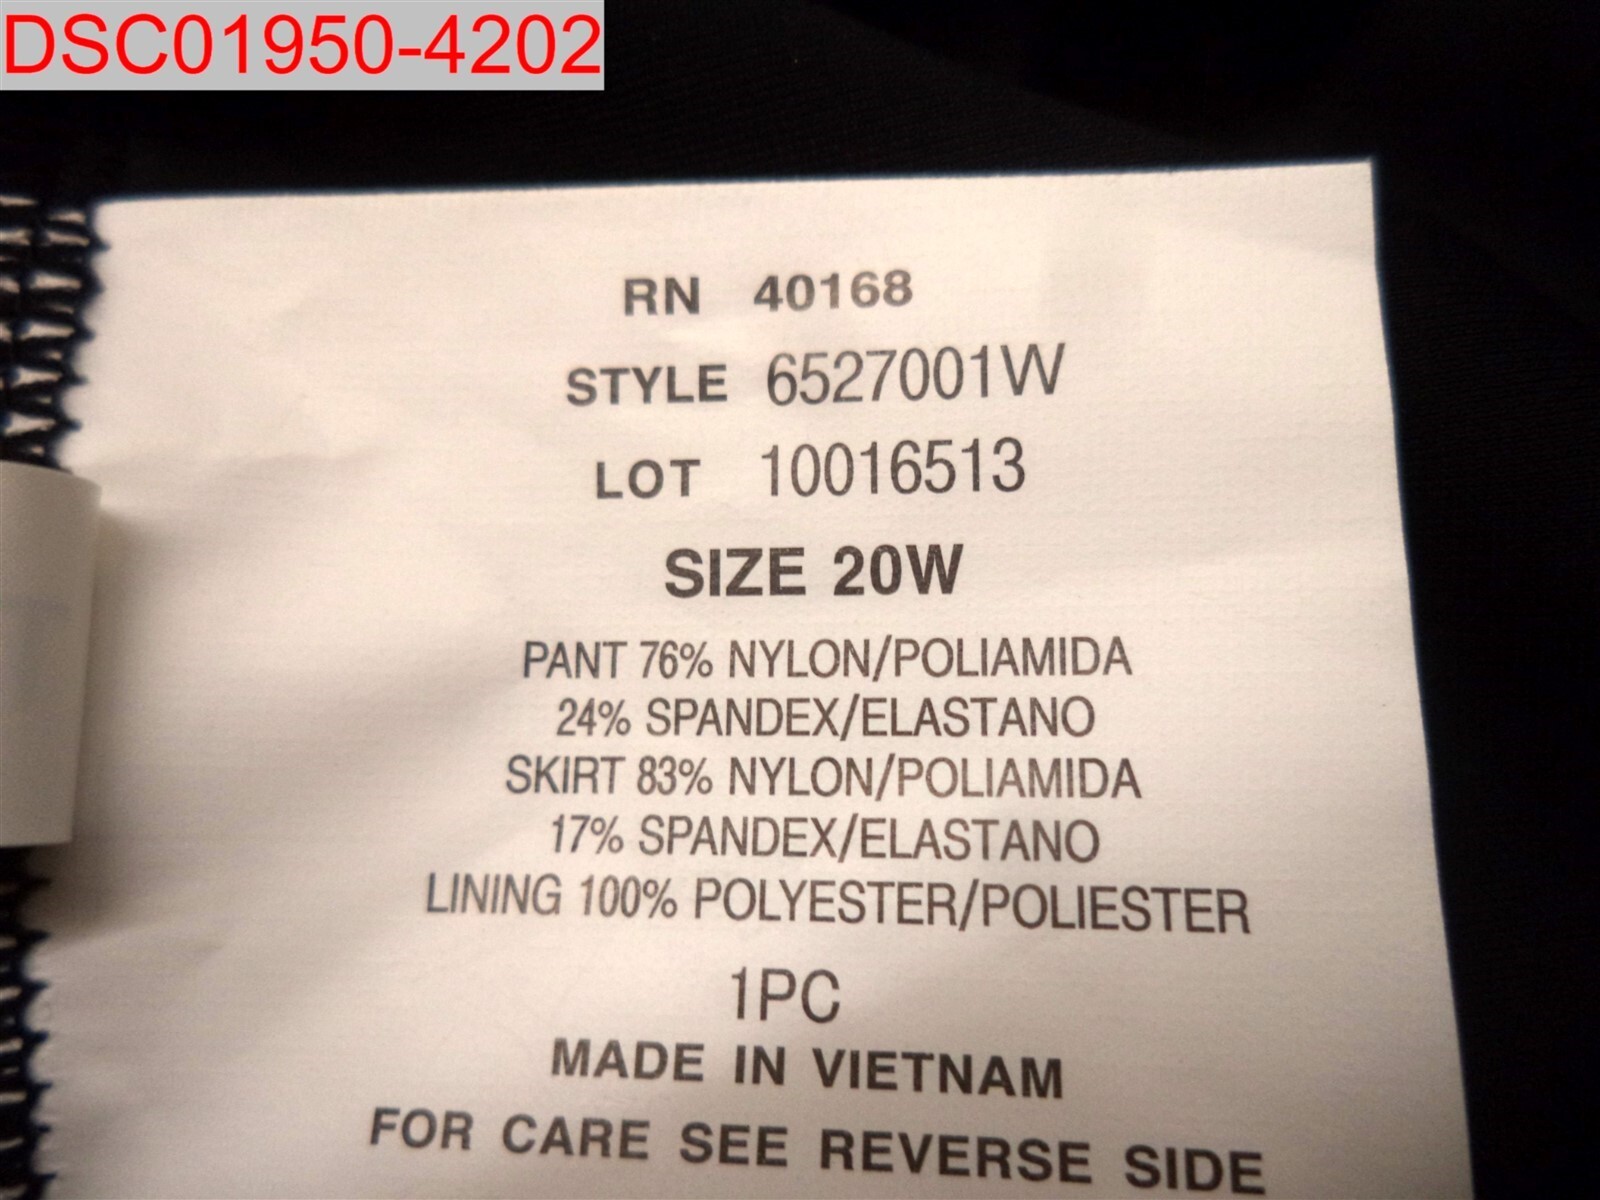 DSC01950-4202
RN 40168
STYLE 6527001W
LOT 10016513
SIZE 20W
PANT 76% NYLON/POLIAMIDA
24% SPANDEX/ELASTANO
SKIRT 83% NYLON/POLIAMIDA
17% SPANDEX/ELASTANO
LINING 100% POLYESTER/POLIESTER
1PC
MADE IN VIETNAM
FOR CARE SEE REVERSE SIDE